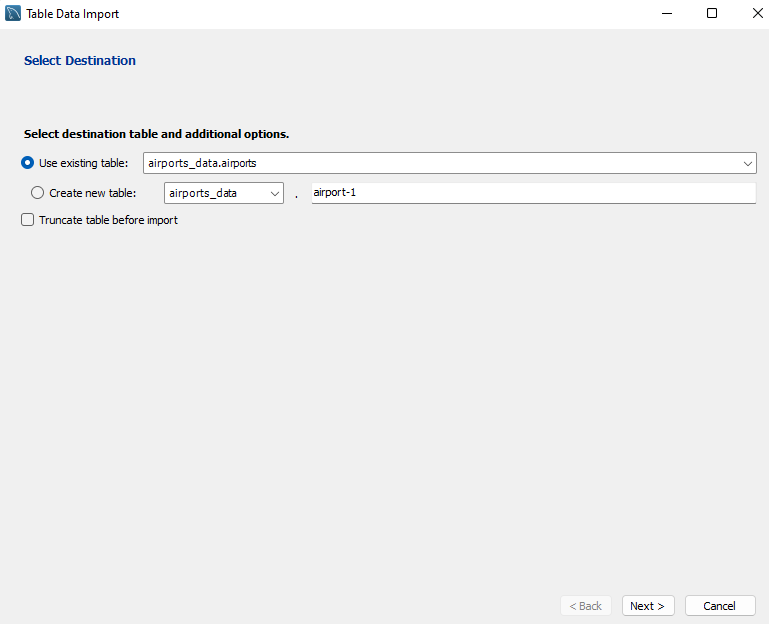 Table Data Import
Select Destination
Select destination table and additional options.
Use existing table: airports_data.airports
Create new table: airports_data . airport-1
Truncate table before import
< Back Next > Cancel